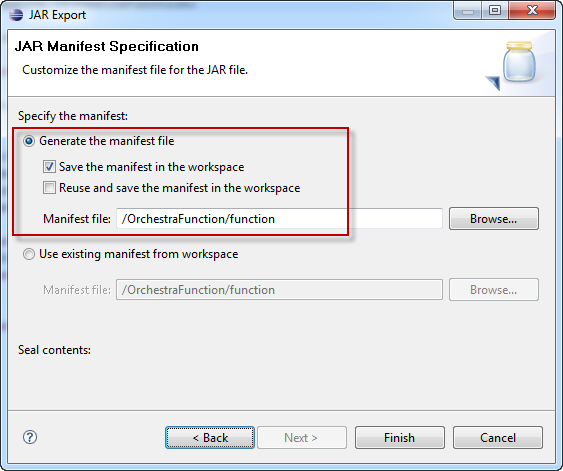 JAR Export
JAR Manifest Specification
Customize the manifest file for the JAR file.
Specify the manifest:
Generate the manifest file
Save the manifest in the workspace
Reuse and save the manifest in the workspace
Manifest file: /OrchestraFunction/function Browse...
Use existing manifest from workspace
Manifest file: /OrchestraFunction/function Browse...
Seal contents:
? < Back Next > Finish Cancel